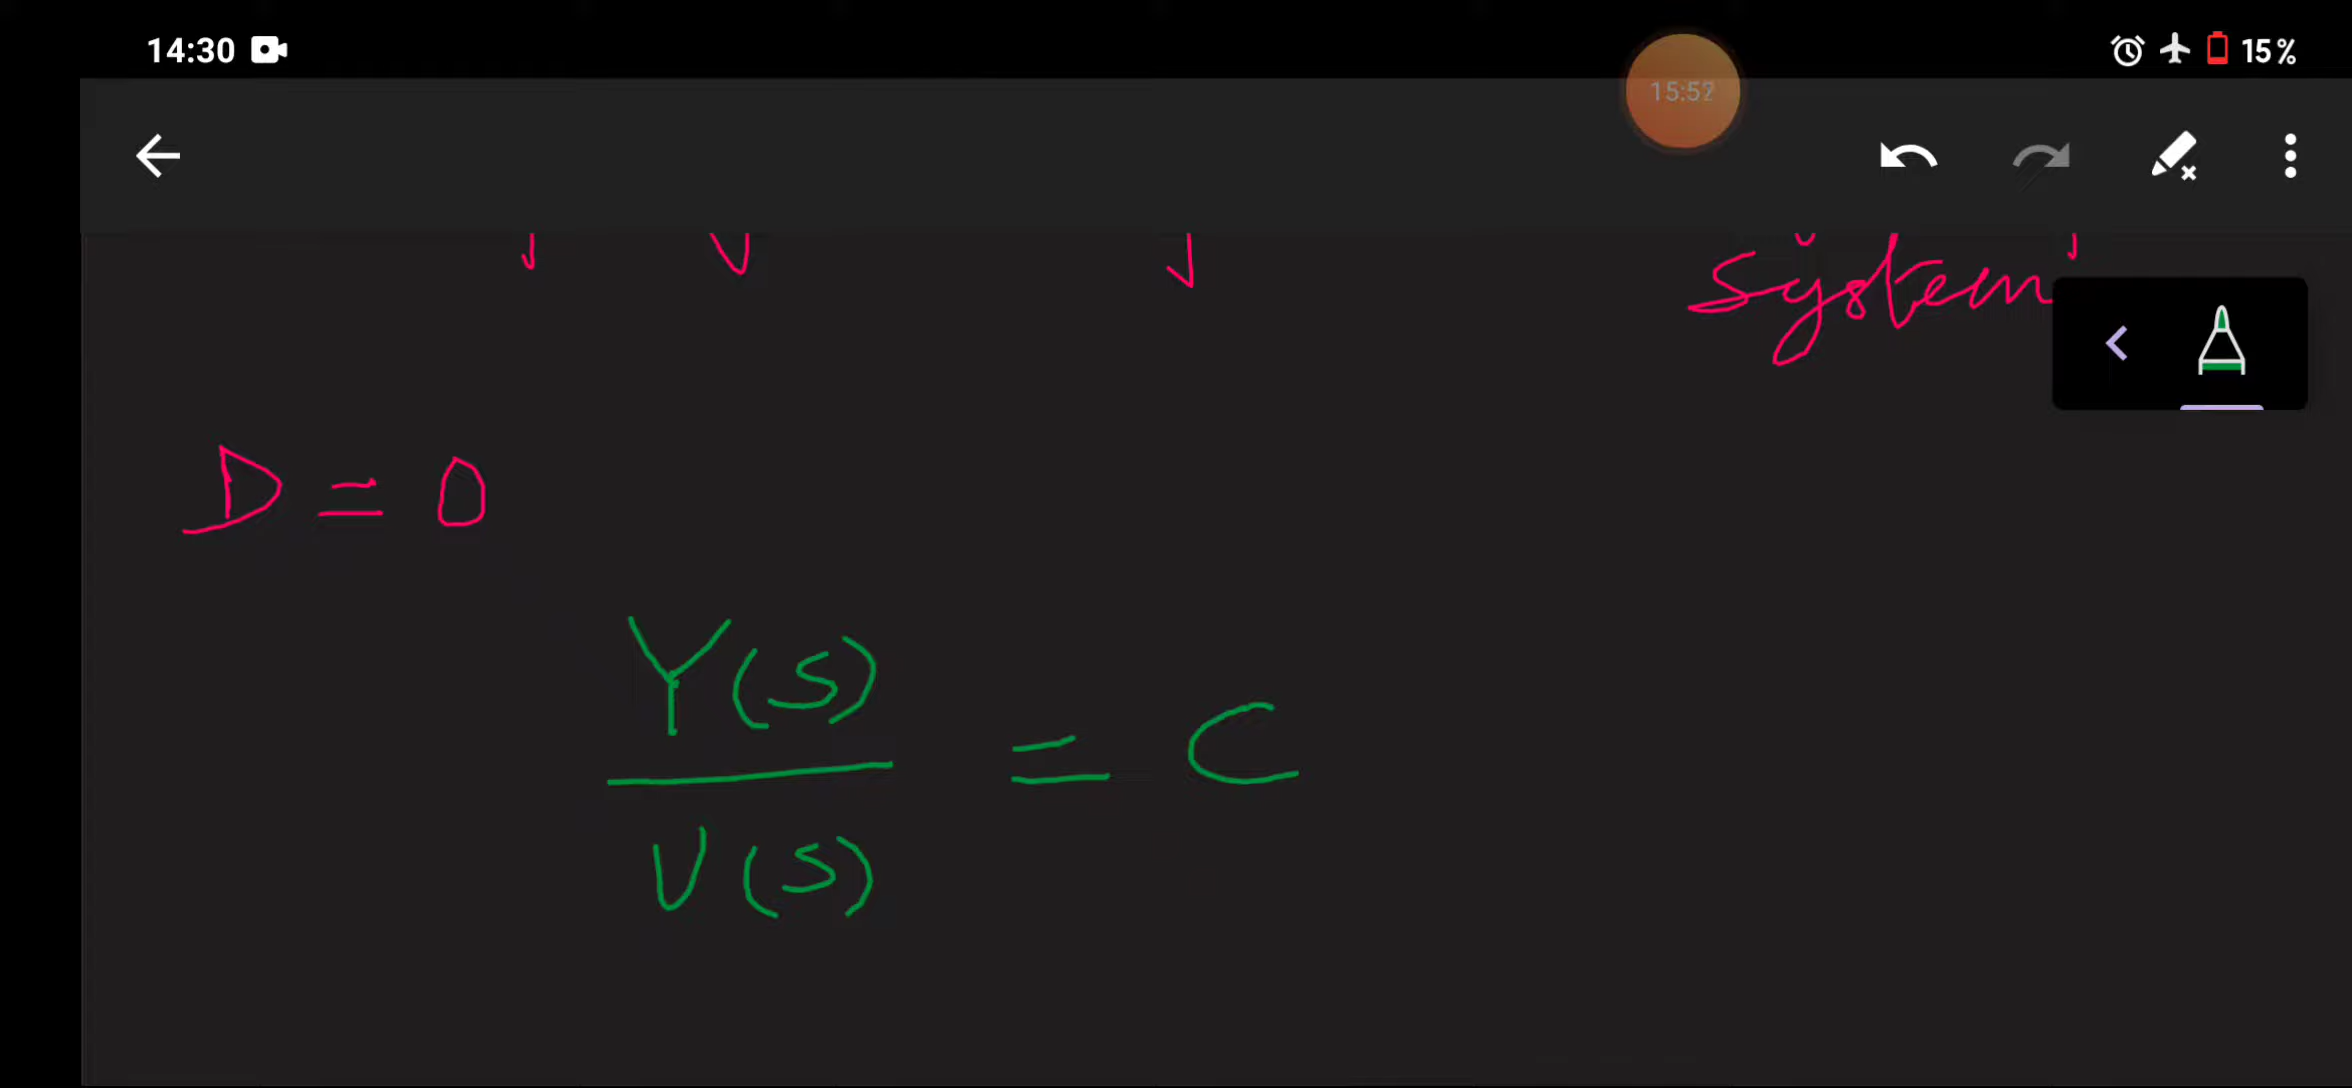 14:30 15%
15:52
system
D = 0
Y(s)
= C
U(s)